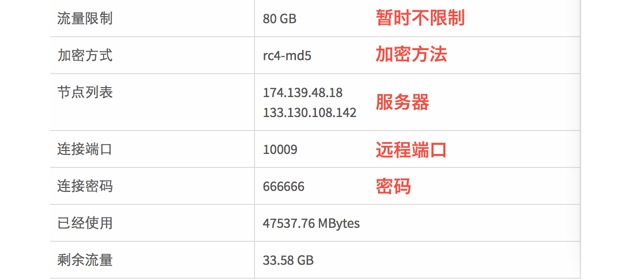 流量限制 80 GB 暂时不限制
加密方式 rc4-md5 加密方法
节点列表 174.139.48.18
133.130.108.142 服务器
连接端口 10009 远程端口
连接密码 666666 密码
已经使用 47537.76 MBytes
剩余流量 33.58 GB